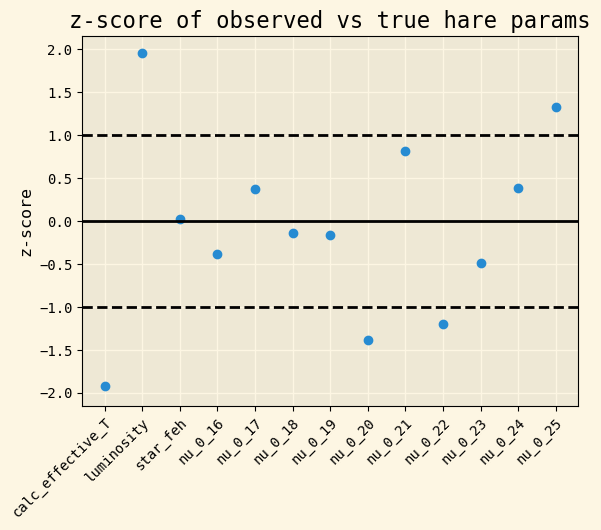 z-score of observed vs true hare params
z-score
2.0
1.5
1.0
0.5
0.0
−0.5
−1.0
−1.5
−2.0
calc_effective_T
luminosity
star_feh
nu_0_16
nu_0_17
nu_0_18
nu_0_19
nu_0_20
nu_0_21
nu_0_22
nu_0_23
nu_0_24
nu_0_25